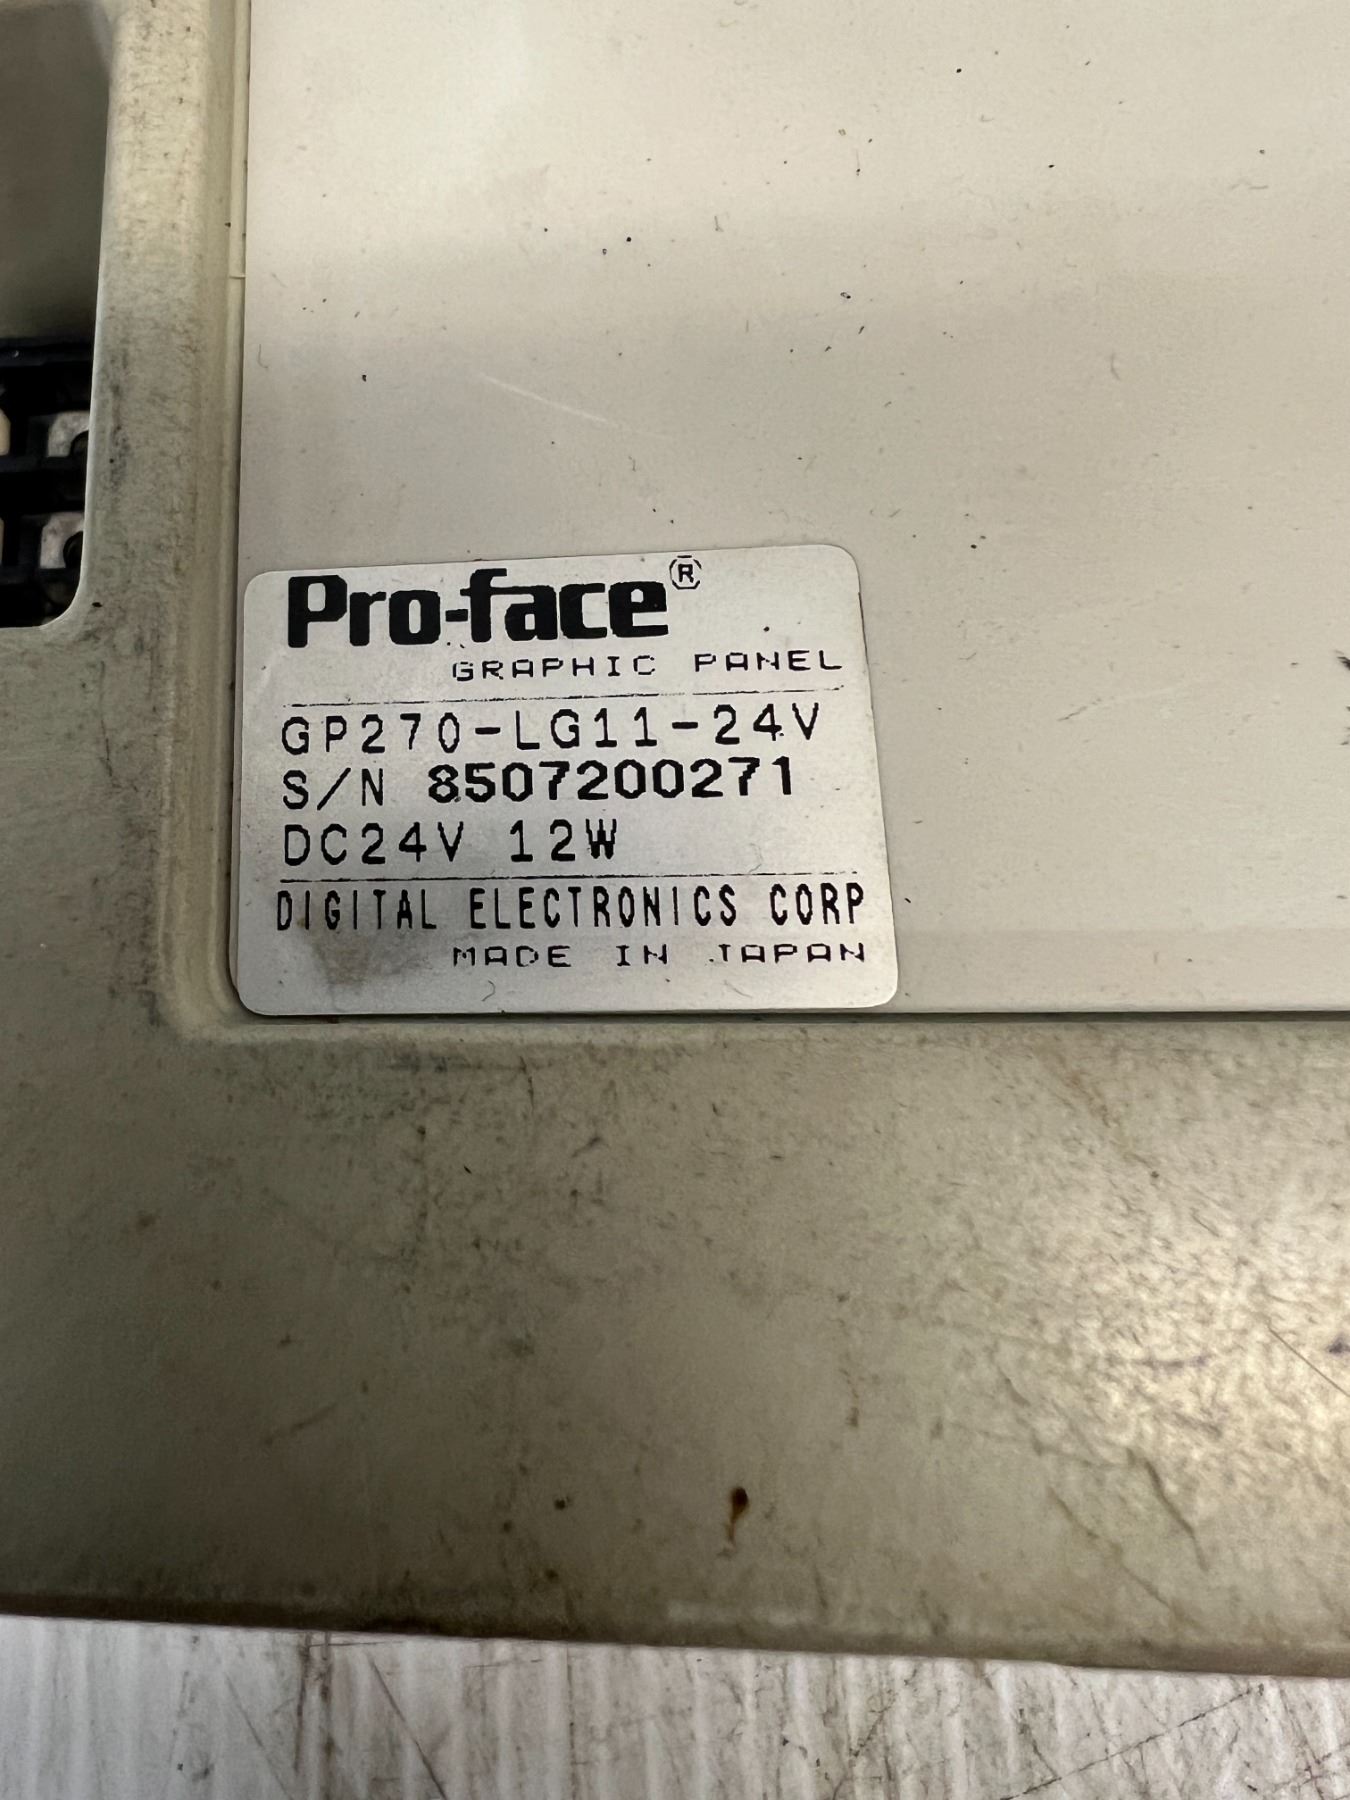 Pro-face®
GRAPHIC PANEL
GP270-LG11-24V
S/N 8507200271
DC24V 12W
DIGITAL ELECTRONICS CORP
MADE IN JAPAN